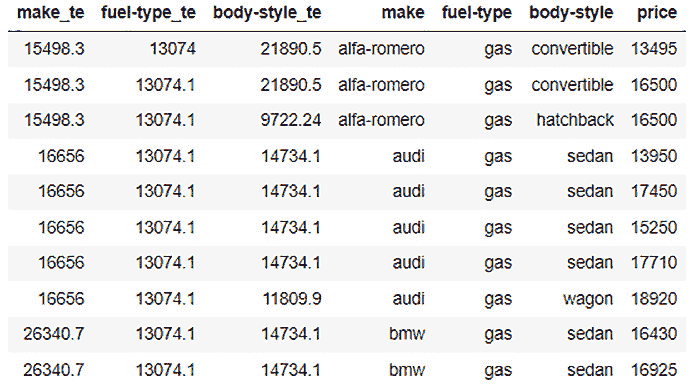 make_te fuel-type_te body-style_te make fuel-type body-style price
15498.3 13074 21890.5 alfa-romero gas convertible 13495
15498.3 13074.1 21890.5 alfa-romero gas convertible 16500
15498.3 13074.1 9722.24 alfa-romero gas hatchback 16500
16656 13074.1 14734.1 audi gas sedan 13950
16656 13074.1 14734.1 audi gas sedan 17450
16656 13074.1 14734.1 audi gas sedan 15250
16656 13074.1 14734.1 audi gas sedan 17710
16656 13074.1 11809.9 audi gas wagon 18920
26340.7 13074.1 14734.1 bmw gas sedan 16430
26340.7 13074.1 14734.1 bmw gas sedan 16925